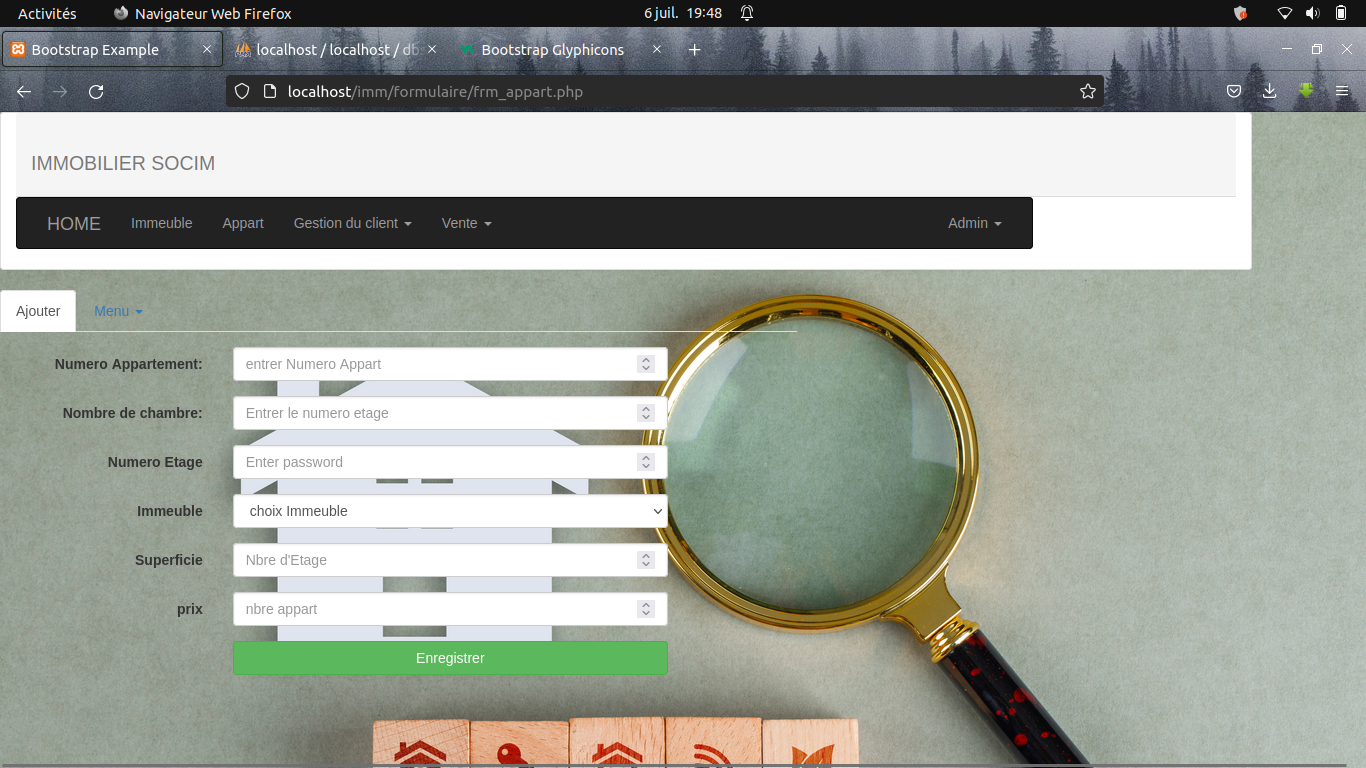 Activités Navigateur Web Firefox 6 juil. 19:48
Bootstrap Example localhost / localhost / db Bootstrap Glyphicons
localhost/imm/formulaire/frm_appart.php
IMMOBILIER SOCIM
HOME Immeuble Appart Gestion du client Vente Admin
Ajouter Menu
Numero Appartement: entrer Numero Appart
Nombre de chambre: Entrer le numero etage
Numero Etage Enter password
Immeuble choix Immeuble
Superficie Nbre d'Etage
prix nbre appart
Enregistrer